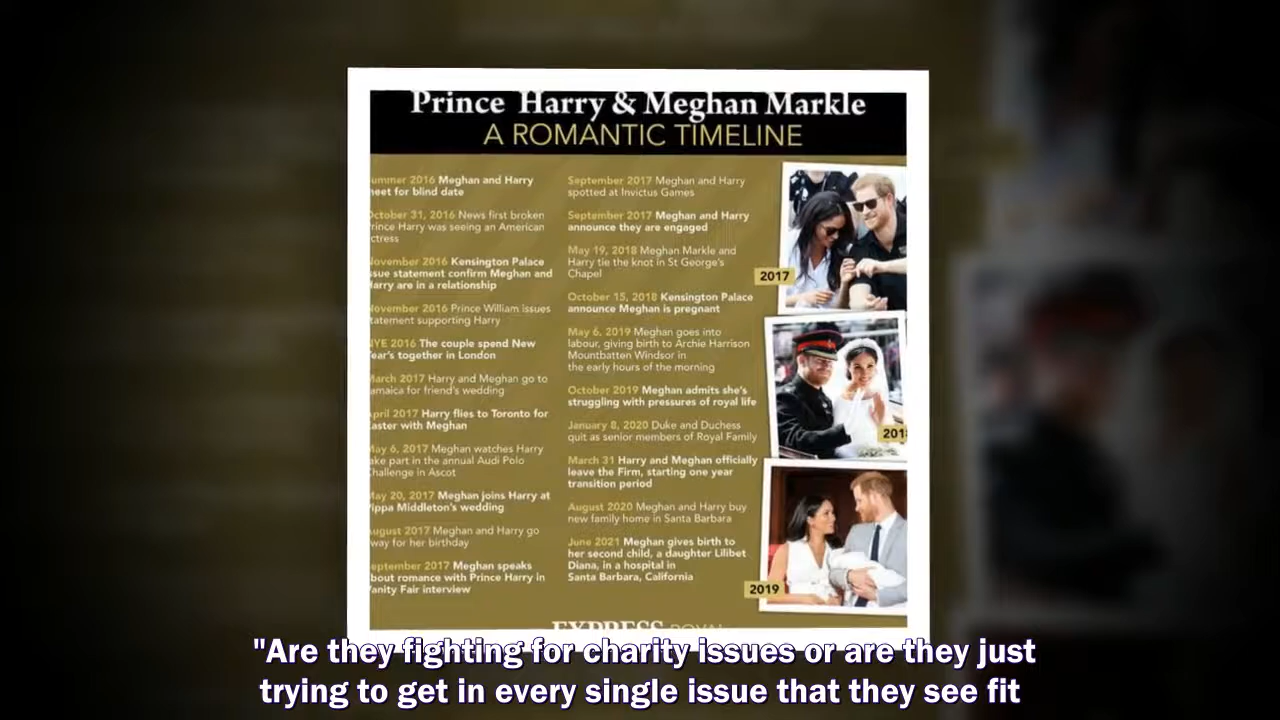 Prince Harry & Meghan Markle
A ROMANTIC TIMELINE
ummer 2016 Meghan and Harry
eet for blind date
ctober 31, 2016 News first broken
rince Harry was seeing an American
ctress
ovember 2016 Kensington Palace
ssue statement confirm Meghan and
arry are in a relationship
ovember 2016 Prince William issues
tatement supporting Harry
NYE 2016 The couple spend New
ear's together in London
March 2017 Harry and Meghan go to
amaica for friend's wedding
April 2017 Harry flies to Toronto for
aster with Meghan
May 6, 2017 Meghan watches Harry
ake part in the annual Audi Polo
Challenge in Ascot
May 20, 2017 Meghan joins Harry at
Pippa Middleton's wedding
ugust 2017 Meghan and Harry go
way for her birthday
eptember 2017 Meghan speaks
bout romance with Prince Harry in
Vanity Fair interview
September 2017 Meghan and Harry
spotted at Invictus Games
September 2017 Meghan and Harry
announce they are engaged
May 19, 2018 Meghan Markle and
Harry tie the knot in St George's
Chapel
October 15, 2018 Kensington Palace
announce Meghan is pregnant
May 6, 2019 Meghan goes into
labour, giving birth to Archie Harrison
Mountbatten Windsor in
the early hours of the morning
October 2019 Meghan admits she's
struggling with pressures of royal life
January 8, 2020 Duke and Duchess
quit as senior members of Royal Family
March 31 Harry and Meghan officially
leave the Firm, starting one year
transition period
August 2020 Meghan and Harry buy
new family home in Santa Barbara
June 2021 Meghan gives birth to
her second child, a daughter Lilibet
Diana, in a hospital in
Santa Barbara, California
2017
201
2019
EXPRESS ROYAL
"Are they fighting for charity issues or are they just
trying to get in every single issue that they see fit